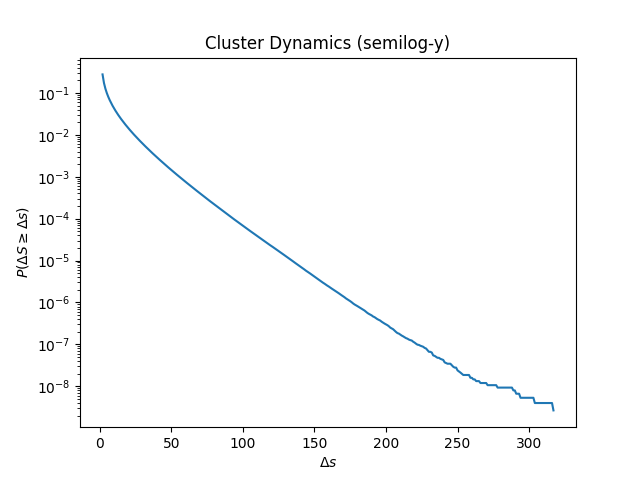 Cluster Dynamics (semilog-y)
P(ΔS ≥ Δs)
10⁻¹
10⁻²
10⁻³
10⁻⁴
10⁻⁵
10⁻⁶
10⁻⁷
10⁻⁸
0 50 100 150 200 250 300
Δs